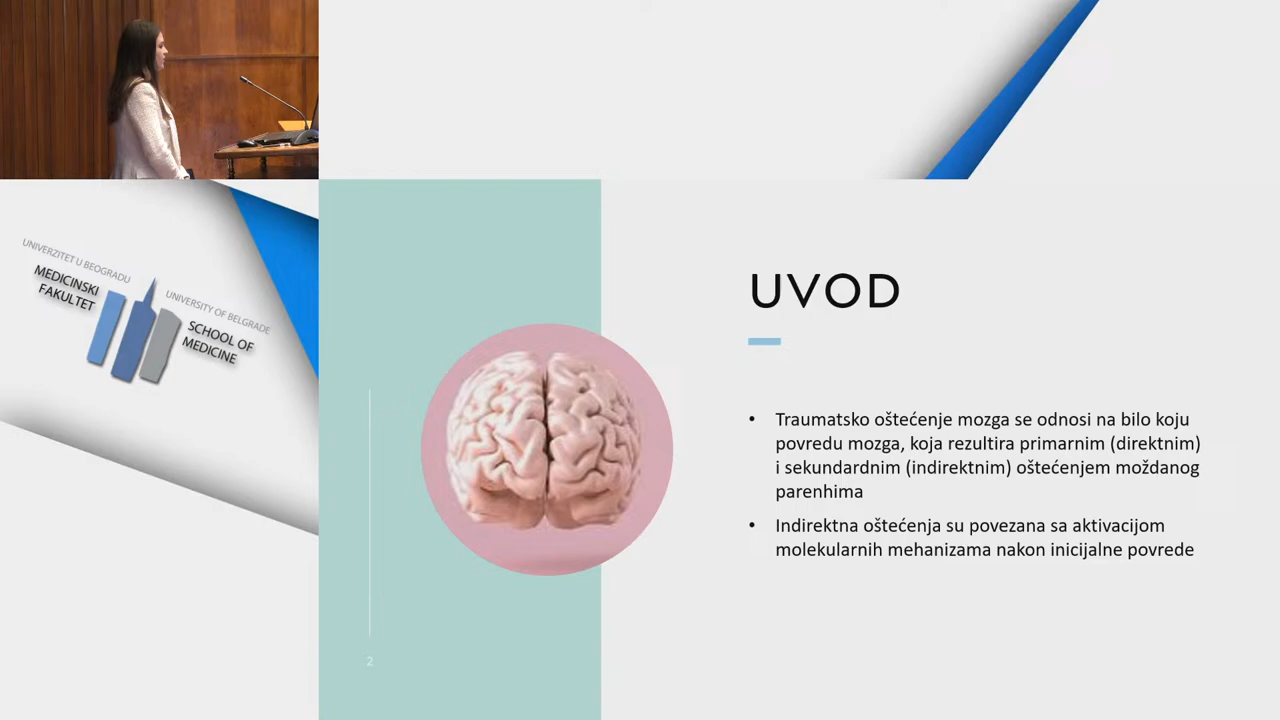 UNIVERZITET U BEOGRADU
MEDICINSKI
FAKULTET
UNIVERSITY OF BELGRADE
SCHOOL OF
MEDICINE
UVOD
• Traumatsko oštećenje mozga se odnosi na bilo koju
povredu mozga, koja rezultira primarnim (direktnim)
i sekundardnim (indirektnim) oštećenjem moždanog
parenhima
• Indirektna oštećenja su povezana sa aktivacijom
molekularnih mehanizama nakon inicijalne povrede
2